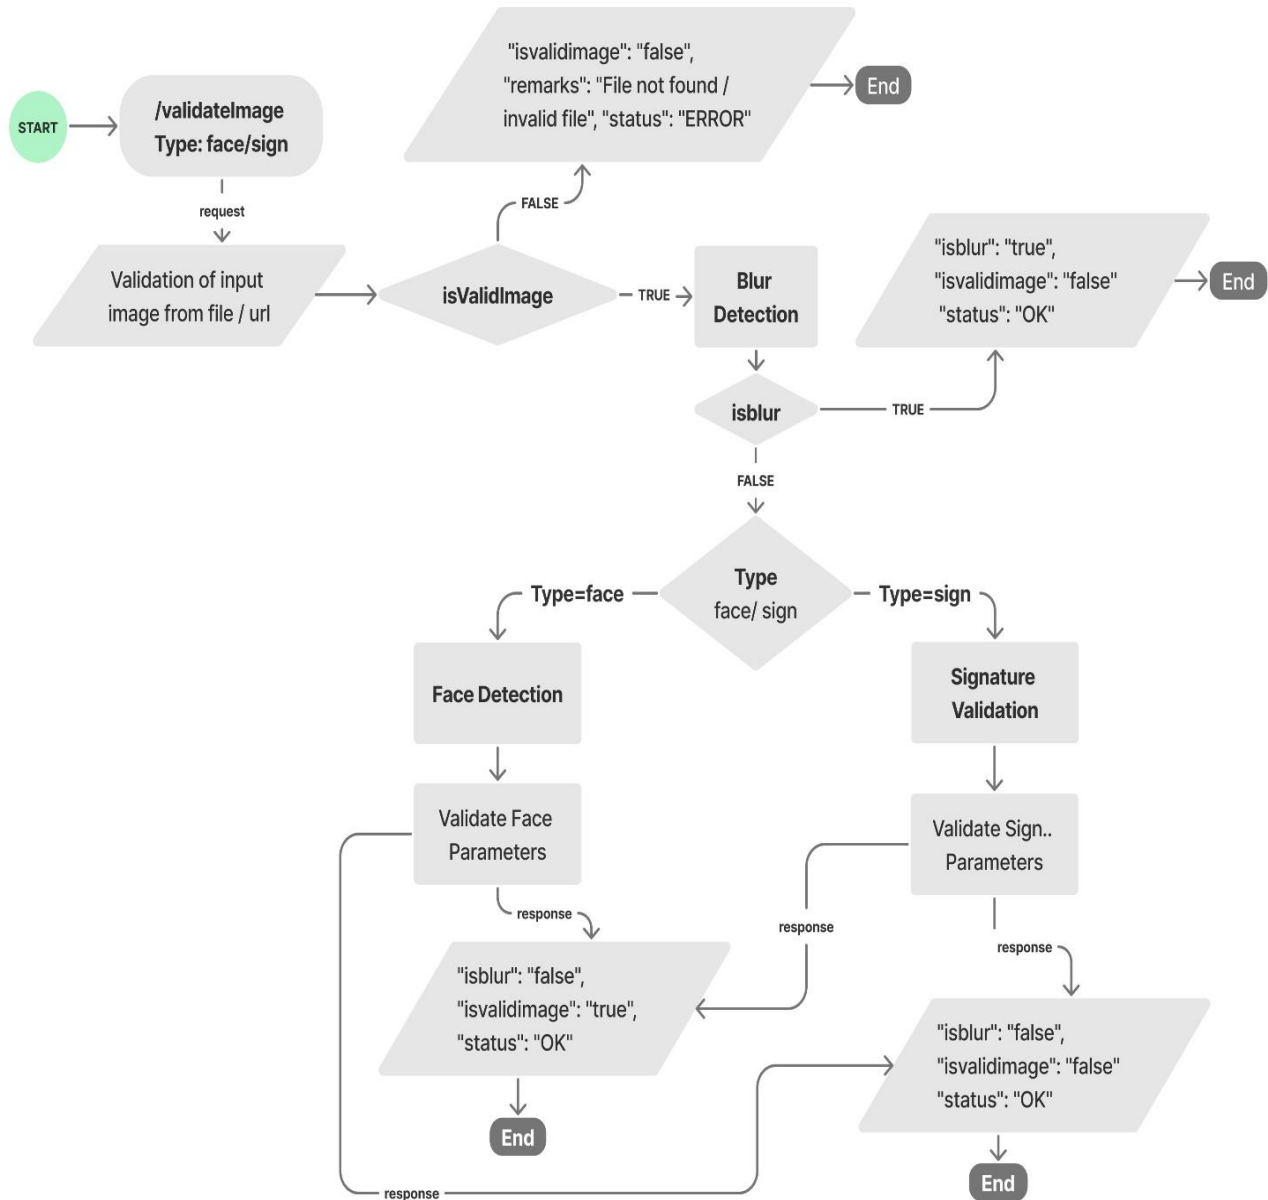 START
/validateImage
Type: face/sign
request
Validation of input
image from file / url
isValidImage
FALSE
"isvalidimage": "false",
"remarks": "File not found /
invalid file", "status": "ERROR"
End
TRUE
Blur
Detection
isblur
TRUE
"isblur": "true",
"isvalidimage": "false"
"status": "OK"
End
FALSE
Type
face/ sign
Type=face
Type=sign
Face Detection
Signature
Validation
Validate Face
Parameters
Validate Sign..
Parameters
response
response
response
"isblur": "false",
"isvalidimage": "true",
"status": "OK"
End
"isblur": "false",
"isvalidimage": "false"
"status": "OK"
End
response